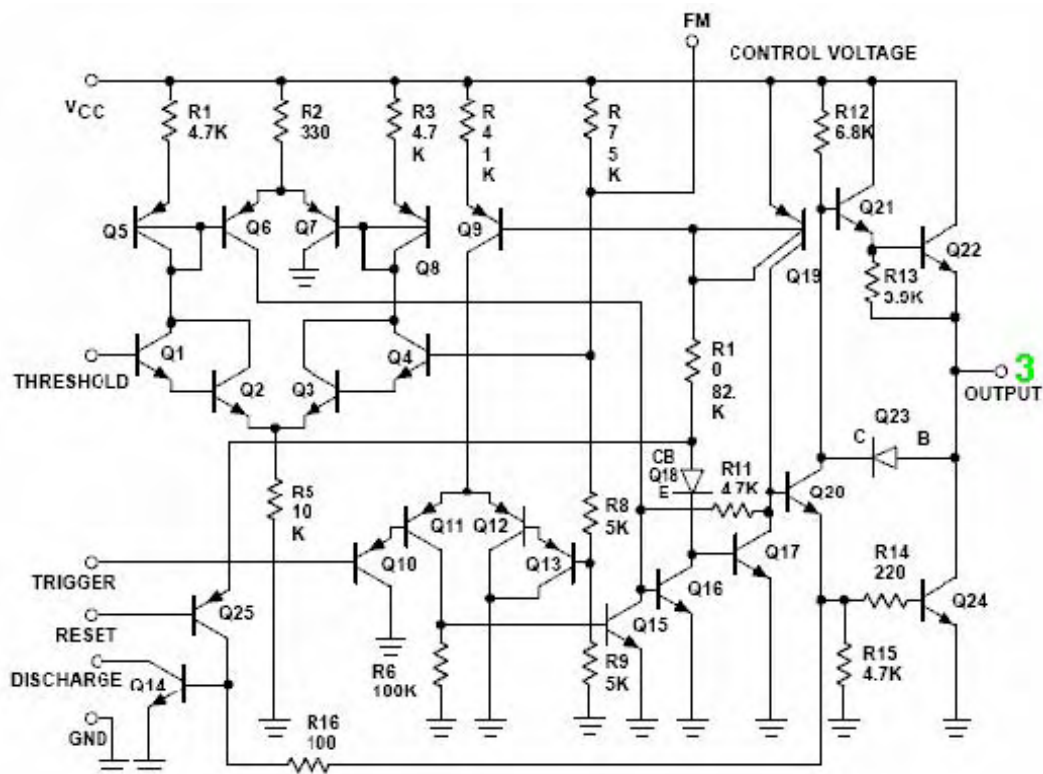 FM
CONTROL VOLTAGE
VCC
R1
4.7K
R2
330
R3
4.7
K
R
4
1
K
R
7
5
K
R12
6.8K
Q5
Q6
Q7
Q8
Q9
Q19
Q21
Q22
R13
3.9K
Q1
Q2
Q3
Q4
THRESHOLD
R1
0
82.
K
3
OUTPUT
Q23
C
B
CB
Q18
E
R11
4.7K
Q20
R5
10
K
Q11
Q12
R8
5K
Q10
Q13
Q17
TRIGGER
Q16
R14
220
Q24
Q25
RESET
Q15
R6
100K
R9
5K
R15
4.7K
DISCHARGE
Q14
GND
R16
100